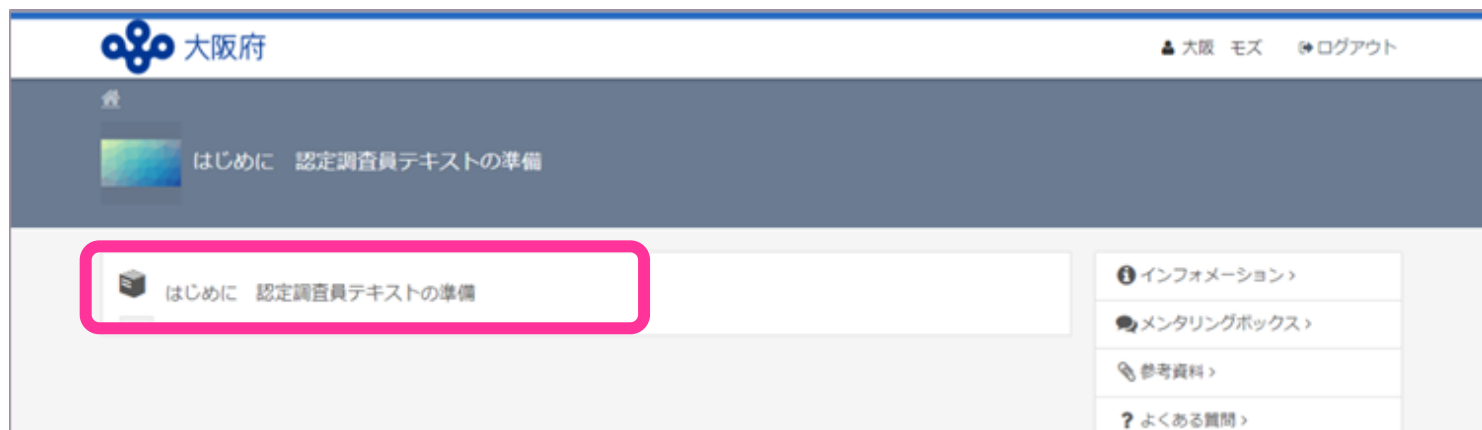 大阪府
大阪 モズ ログアウト
はじめに 認定調査員テキストの準備
はじめに 認定調査員テキストの準備
インフォメーション›
メンタリングボックス›
参考資料›
? よくある質問›